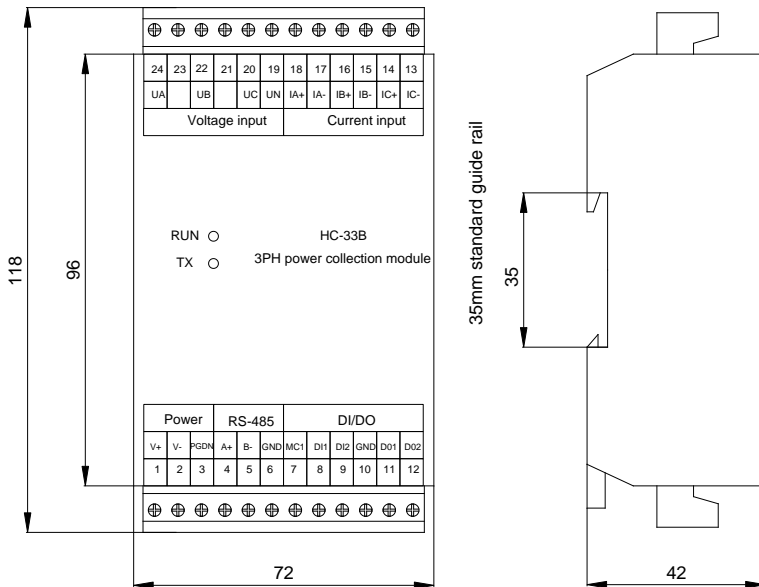 24 23 22 21 20 19 18 17 16 15 14 13
UA UB UC UN IA+ IA- IB+ IB- IC+ IC-
Voltage input Current input
RUN HC-33B
TX 3PH power collection module
Power RS-485 DI/DO
V+ V- PGDN A+ B- GND MC1 DI1 DI2 GND D01 D02
1 2 3 4 5 6 7 8 9 10 11 12
118
96
72
35mm standard guide rail
35
42